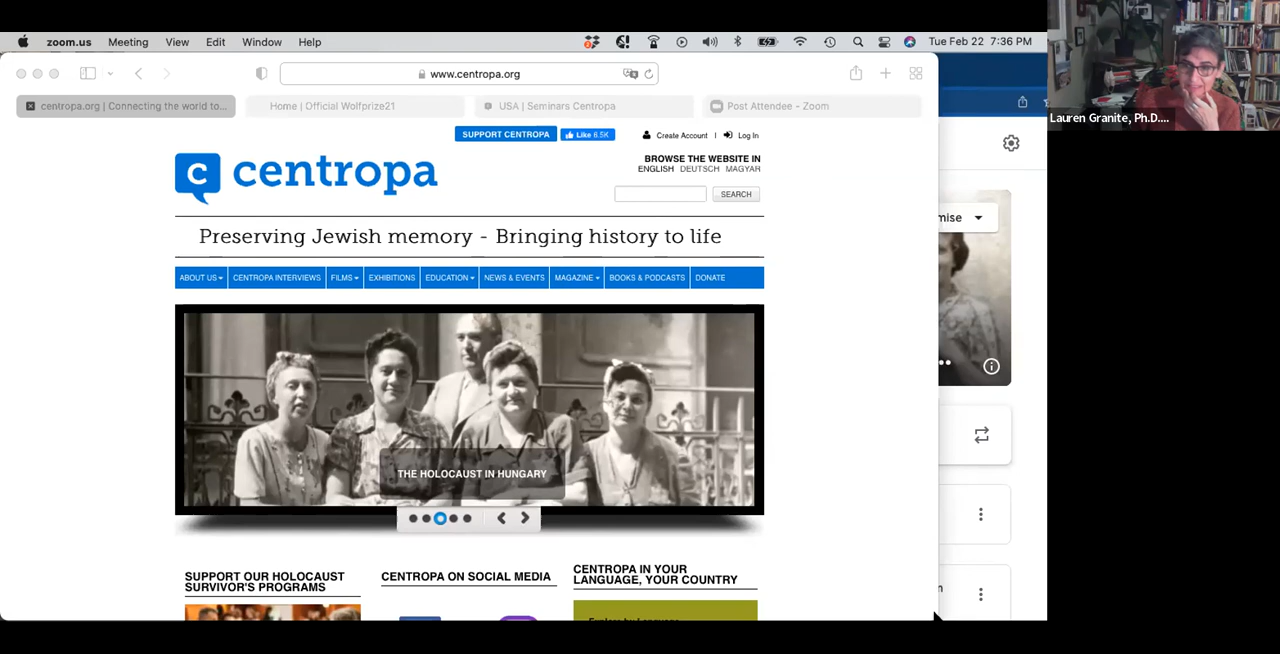 zoom.us Meeting View Edit Window Help Tue Feb 22 7:36 PM
www.centropa.org
centropa.org | Connecting the world to... Home | Official Wolfprize21 USA | Seminars Centropa Post Attendee - Zoom
Lauren Granite, Ph.D....
SUPPORT CENTROPA Like 6.5K Create Account | Log In
BROWSE THE WEBSITE IN
ENGLISH DEUTSCH MAGYAR
c centropa
SEARCH
mise
Preserving Jewish memory - Bringing history to life
ABOUT US CENTROPA INTERVIEWS FILMS EXHIBITIONS EDUCATION NEWS & EVENTS MAGAZINE BOOKS & PODCASTS DONATE
THE HOLOCAUST IN HUNGARY
SUPPORT OUR HOLOCAUST
SURVIVOR'S PROGRAMS
CENTROPA ON SOCIAL MEDIA
CENTROPA IN YOUR
LANGUAGE, YOUR COUNTRY